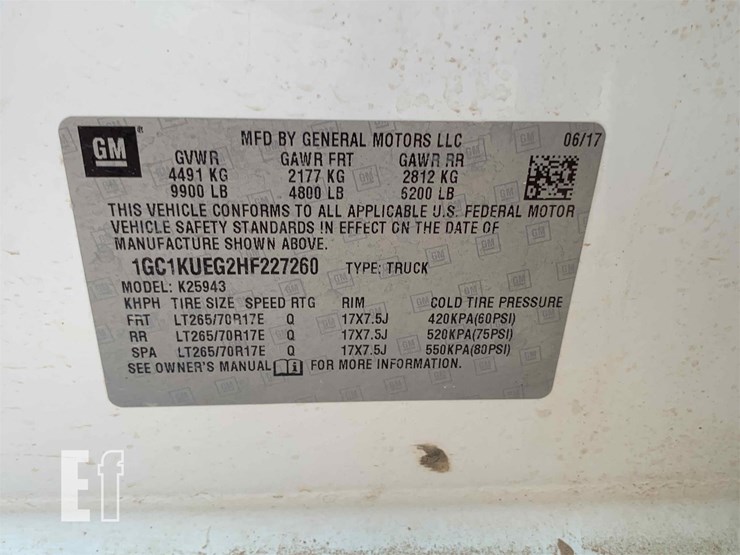 GM ®
MFD BY GENERAL MOTORS LLC 06/17
GVWR GAWR FRT GAWR RR
4491 KG 2177 KG 2812 KG
9900 LB 4800 LB 6200 LB
THIS VEHICLE CONFORMS TO ALL APPLICABLE U.S. FEDERAL MOTOR
VEHICLE SAFETY STANDARDS IN EFFECT ON THE DATE OF
MANUFACTURE SHOWN ABOVE.
1GC1KUEG2HF227260 TYPE: TRUCK
MODEL: K25943
KHPH TIRE SIZE SPEED RTG RIM COLD TIRE PRESSURE
FRT LT265/70R17E Q 17X7.5J 420KPA(60PSI)
RR LT265/70R17E Q 17X7.5J 520KPA(75PSI)
SPA LT265/70R17E Q 17X7.5J 550KPA(80PSI)
SEE OWNER'S MANUAL FOR MORE INFORMATION.
Ef